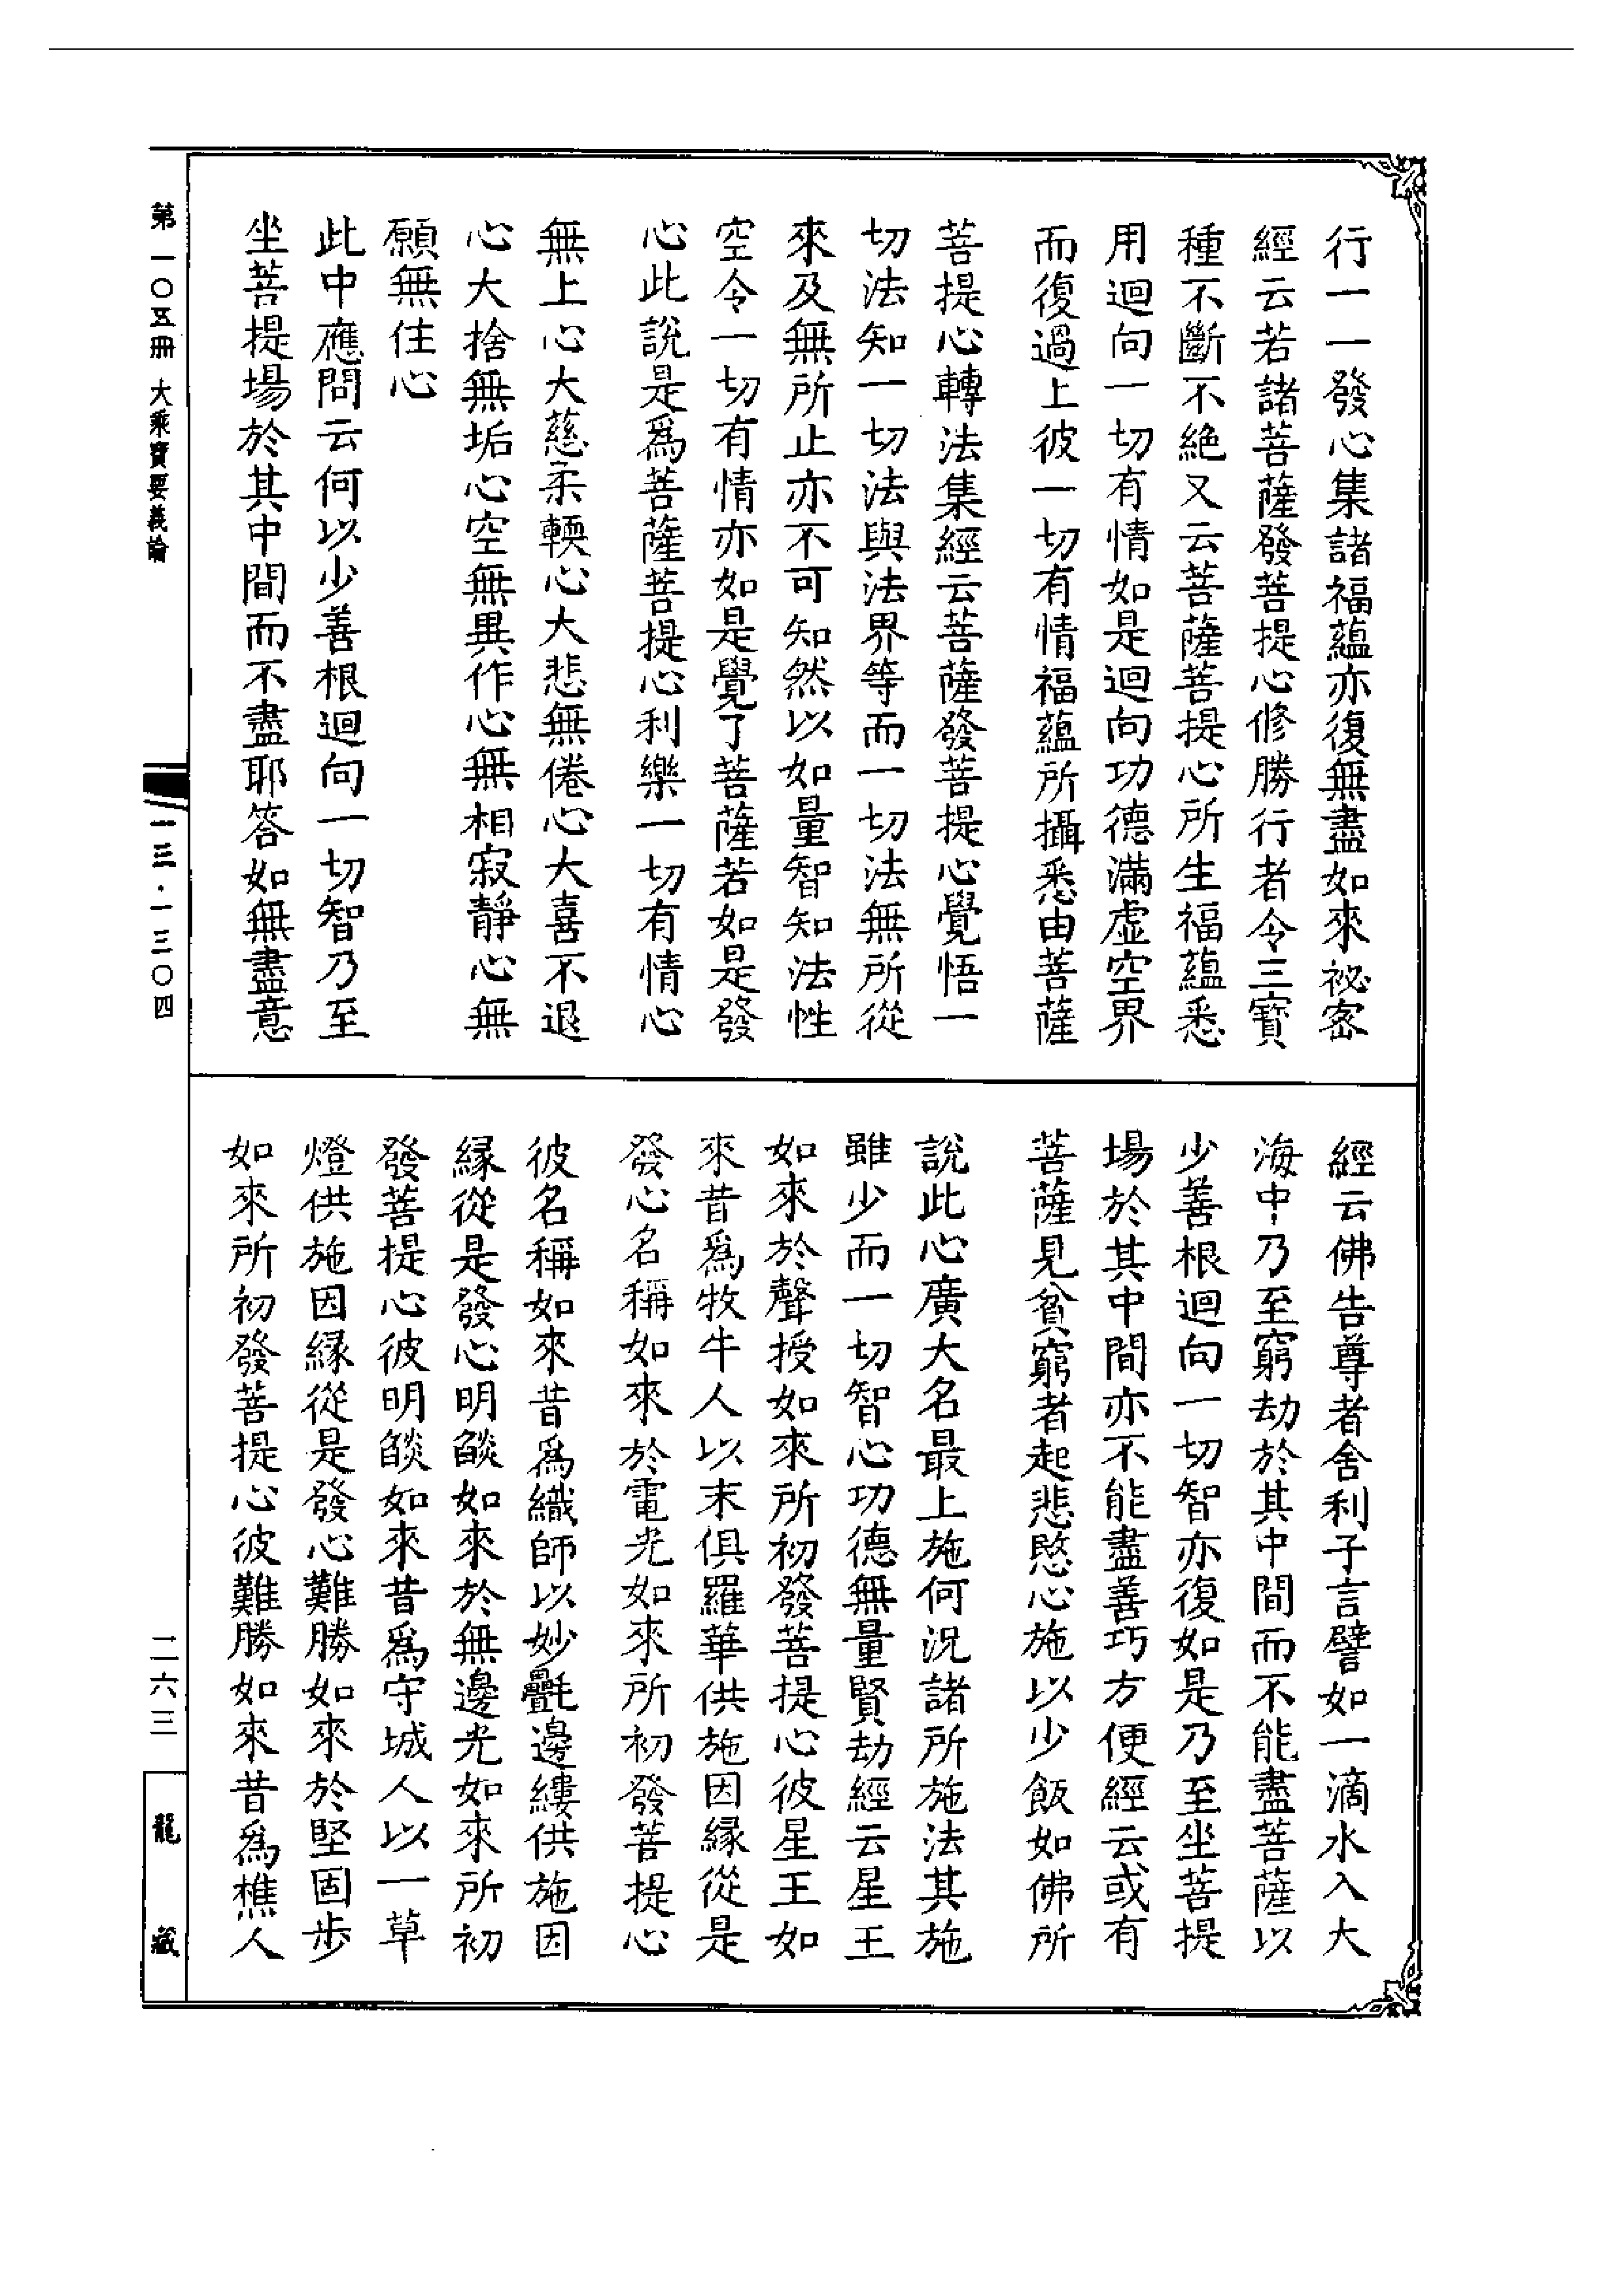 行一一發心集諸福蘊亦復無盡如來祕密
經云若諸菩薩發菩提心修勝行者令三寶
種不斷不絶又云菩薩菩提心所生福蘊悉
用迴向一切有情如是迴向功德滿虛空界
而復過上彼一切有情福蘊所攝悉由菩薩
菩提心轉法集經云菩薩發菩提心覺悟一
切法知一切法與法界等而一切法無所從
來及無所止亦不可知然以如量智知法性
空令一切有情亦如是覺了菩薩若如是發
心此說是爲菩薩菩提心利樂一切有情心
無上心大慈柔輭心大悲無倦心大喜不退
心大捨無垢心空無異作心無相寂靜心無
願無住心
此中應問云何以少善根迴向一切智乃至
坐菩提場於其中間而不盡耶答如無盡意
經云佛告尊者舍利子言譬如一滴水入大
海中乃至窮劫於其中間而不能盡菩薩以
少善根迴向一切智亦復如是乃至坐菩提
場於其中間亦不能盡善巧方便經云或有
菩薩見貧窮者起悲愍心施以少飯如佛所
說此心廣大名最上施何況諸所施法其施
雖少而一切智心功德無量賢劫經云星王
如來於聲授如來所初發菩提心彼星王如
來昔爲牧牛人以末俱羅華供施因緣從是
發心名稱如來於電光如來所初發菩提心
彼名稱如來昔爲織師以妙㲲邊縷供施因
緣從是發心明燄如來於無邊光如來所初
發菩提心彼明燄如來昔爲守城人以一草
燈供施因緣從是發心難勝如來於堅固步
如來所初發菩提心彼難勝如來昔爲樵人
第一〇五册 大乘寶要義論
一三·一三〇四
二六三
龍藏